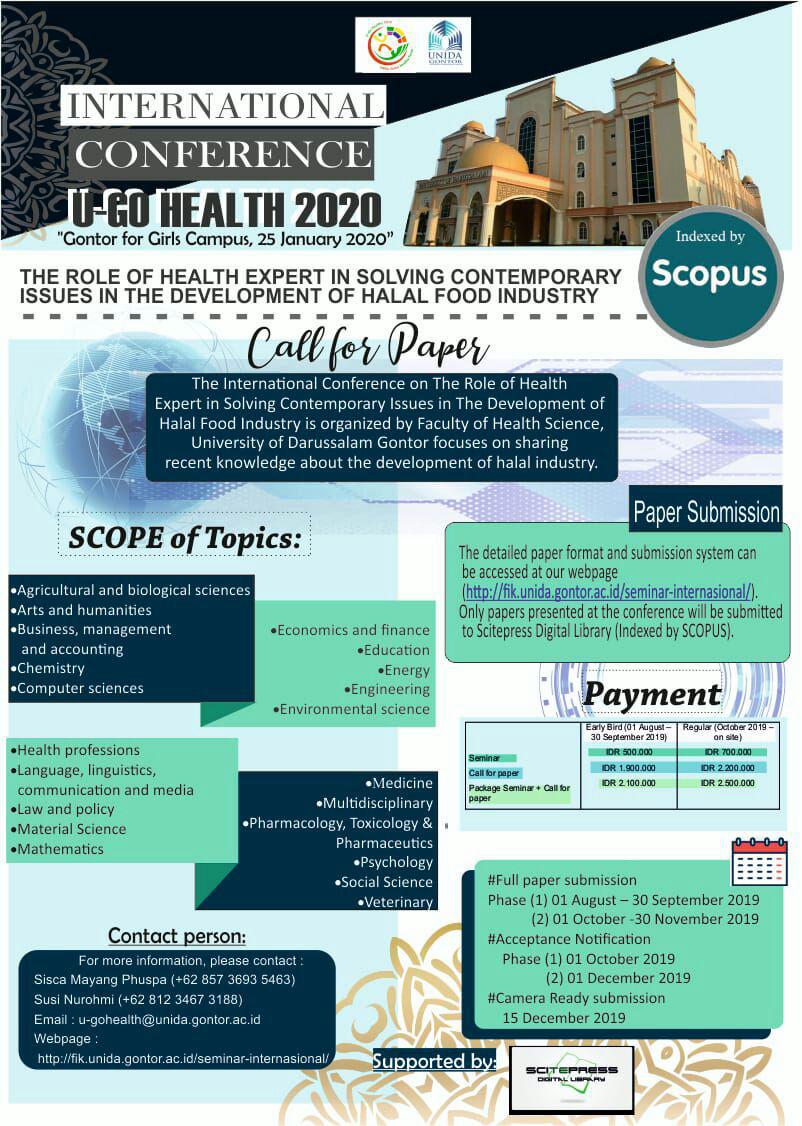 UNIDA
GONTOR
INTERNATIONAL
CONFERENCE
U-GO HEALTH 2020
"Gontor for Girls Campus, 25 January 2020"
Indexed by
Scopus
THE ROLE OF HEALTH EXPERT IN SOLVING CONTEMPORARY
ISSUES IN THE DEVELOPMENT OF HALAL FOOD INDUSTRY
Call for Paper
The International Conference on The Role of Health
Expert in Solving Contemporary Issues in The Development of
Halal Food Industry is organized by Faculty of Health Science,
University of Darussalam Gontor focuses on sharing
recent knowledge about the development of halal industry.
SCOPE of Topics:
•Agricultural and biological sciences
•Arts and humanities
•Business, management
and accounting
•Chemistry
•Computer sciences
•Economics and finance
•Education
•Energy
•Engineering
•Environmental science
•Health professions
•Language, linguistics,
communication and media
•Law and policy
•Material Science
•Mathematics
•Medicine
•Multidisciplinary
•Pharmacology, Toxicology &
Pharmaceutics
•Psychology
•Social Science
•Veterinary
Paper Submission
The detailed paper format and submission system can
be accessed at our webpage
(http://fik.unida.gontor.ac.id/seminar-internasional/).
Only papers presented at the conference will be submitted
to Scitepress Digital Library (Indexed by SCOPUS).
Payment
Early Bird (01 August –
30 September 2019)
Regular (October 2019 –
on site)
Seminar IDR 500.000 IDR 700.000
Call for paper IDR 1.900.000 IDR 2.200.000
Package Seminar + Call for
paper IDR 2.100.000 IDR 2.500.000
#Full paper submission
Phase (1) 01 August – 30 September 2019
(2) 01 October -30 November 2019
#Acceptance Notification
Phase (1) 01 October 2019
(2) 01 December 2019
#Camera Ready submission
15 December 2019
Contact person:
For more information, please contact :
Sisca Mayang Phuspa (+62 857 3693 5463)
Susi Nurohmi (+62 812 3467 3188)
Email : u-gohealth@unida.gontor.ac.id
Webpage :
http://fik.unida.gontor.ac.id/seminar-internasional/
Supported by:
SCITEPRESS
DIGITAL LIBRARY